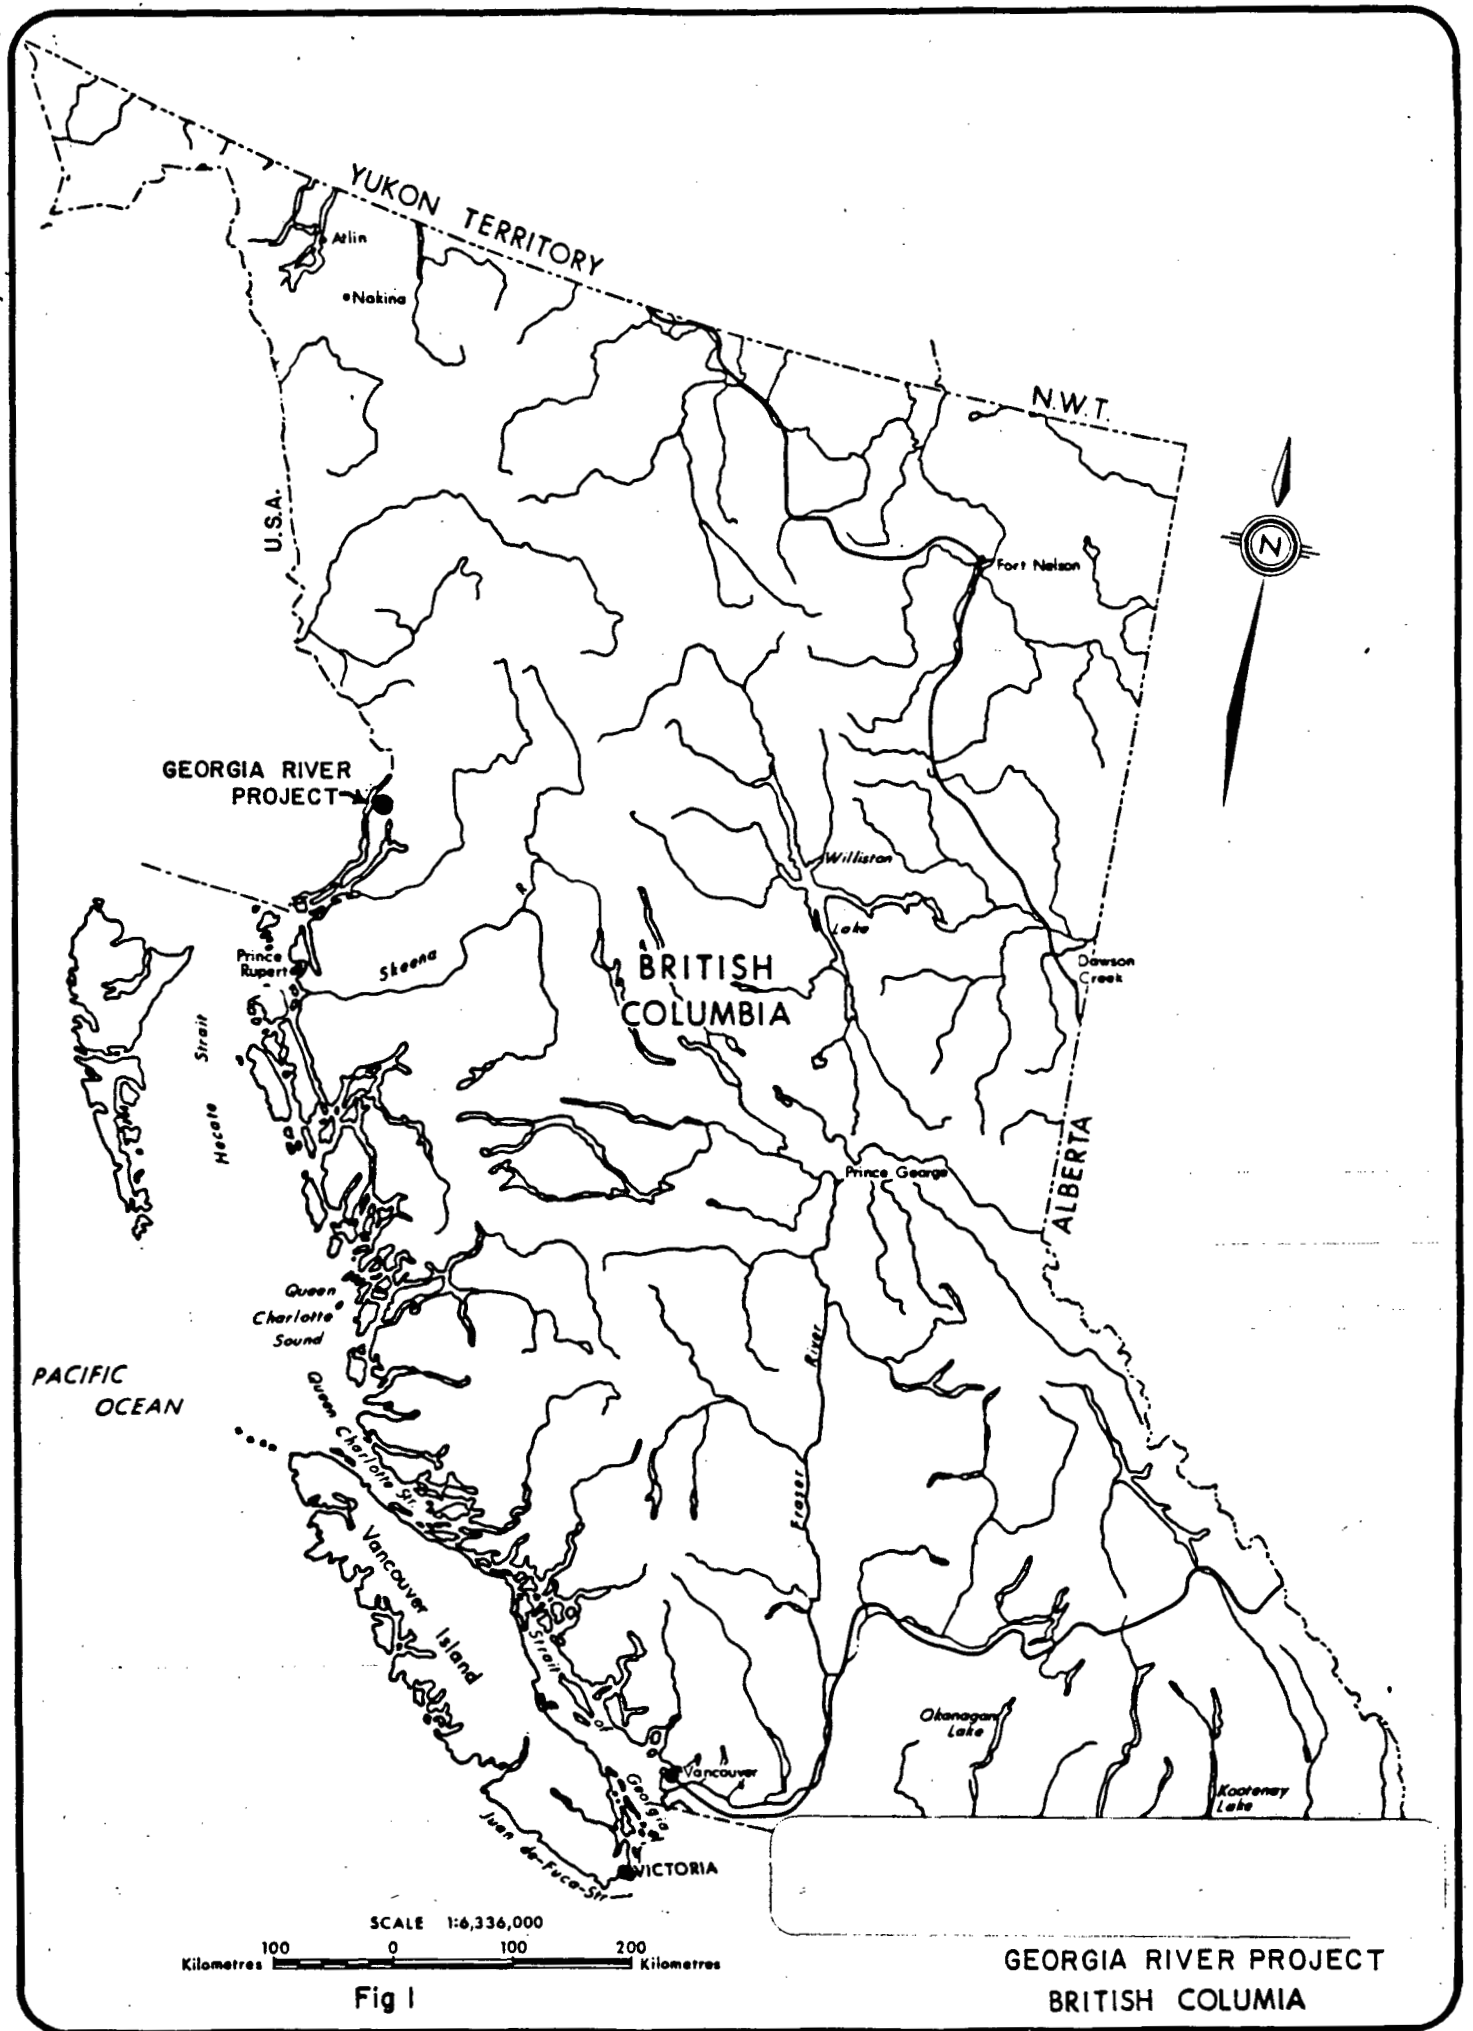 YUKON TERRITORY
Atlin
Nakina
N.W.T.
U.S.A.
N
Fort Nelson
GEORGIA RIVER
PROJECT
Williston
Lake
R.
Skeena
Prince
Rupert
BRITISH
COLUMBIA
Dawson
Creek
Hecate Strait
ALBERTA
Prince George
Queen
Charlotte
Sound
PACIFIC
OCEAN
Queen Charlotte Str.
Fraser River
Vancouver Island
Strait of Georgia
Okanagan
Lake
Vancouver
Kootenay
Lake
Juan de-Fuca-Str
VICTORIA
SCALE 1:6,336,000
100 0 100 200
Kilometres Kilometres
Fig 1
GEORGIA RIVER PROJECT
BRITISH COLUMIA